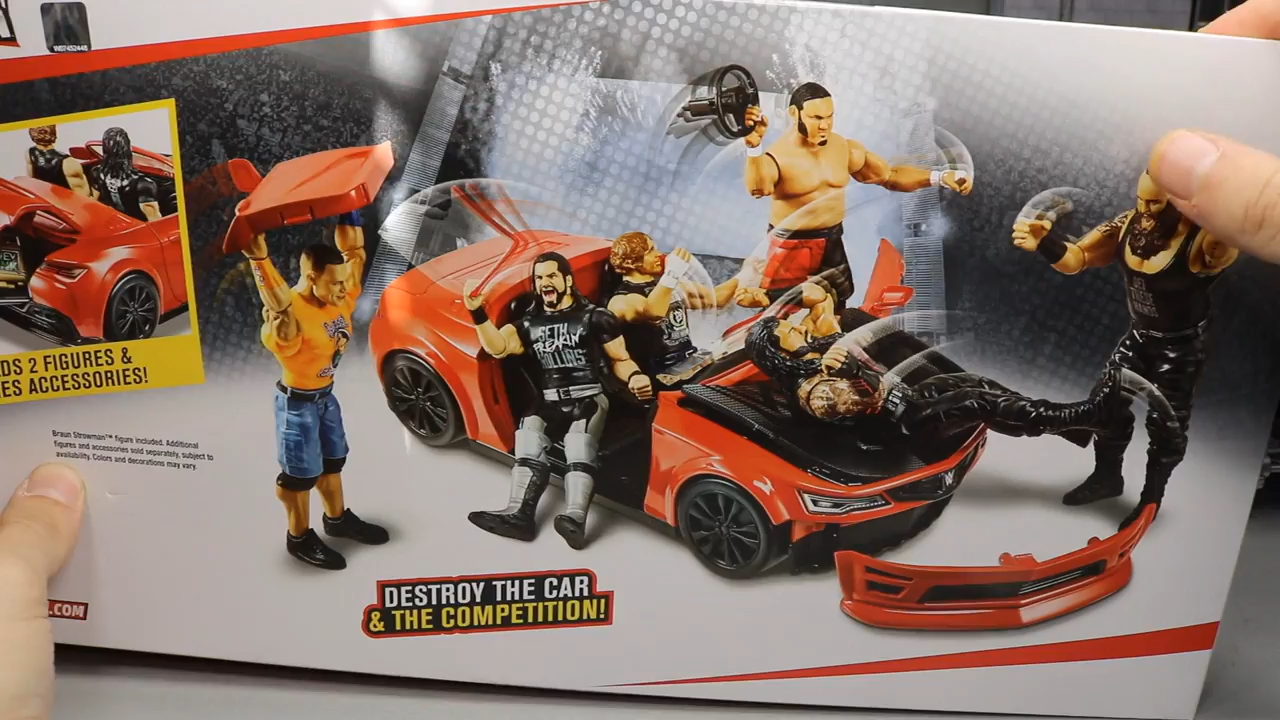 DS 2 FIGURES &
ES ACCESSORIES!
Braun Strowman™ figure included. Additional
figures and accessories sold separately, subject to
availability. Colors and decorations may vary.
SETH
FREAKIN
ROLLINS
DESTROY THE CAR
& THE COMPETITION!
.COM